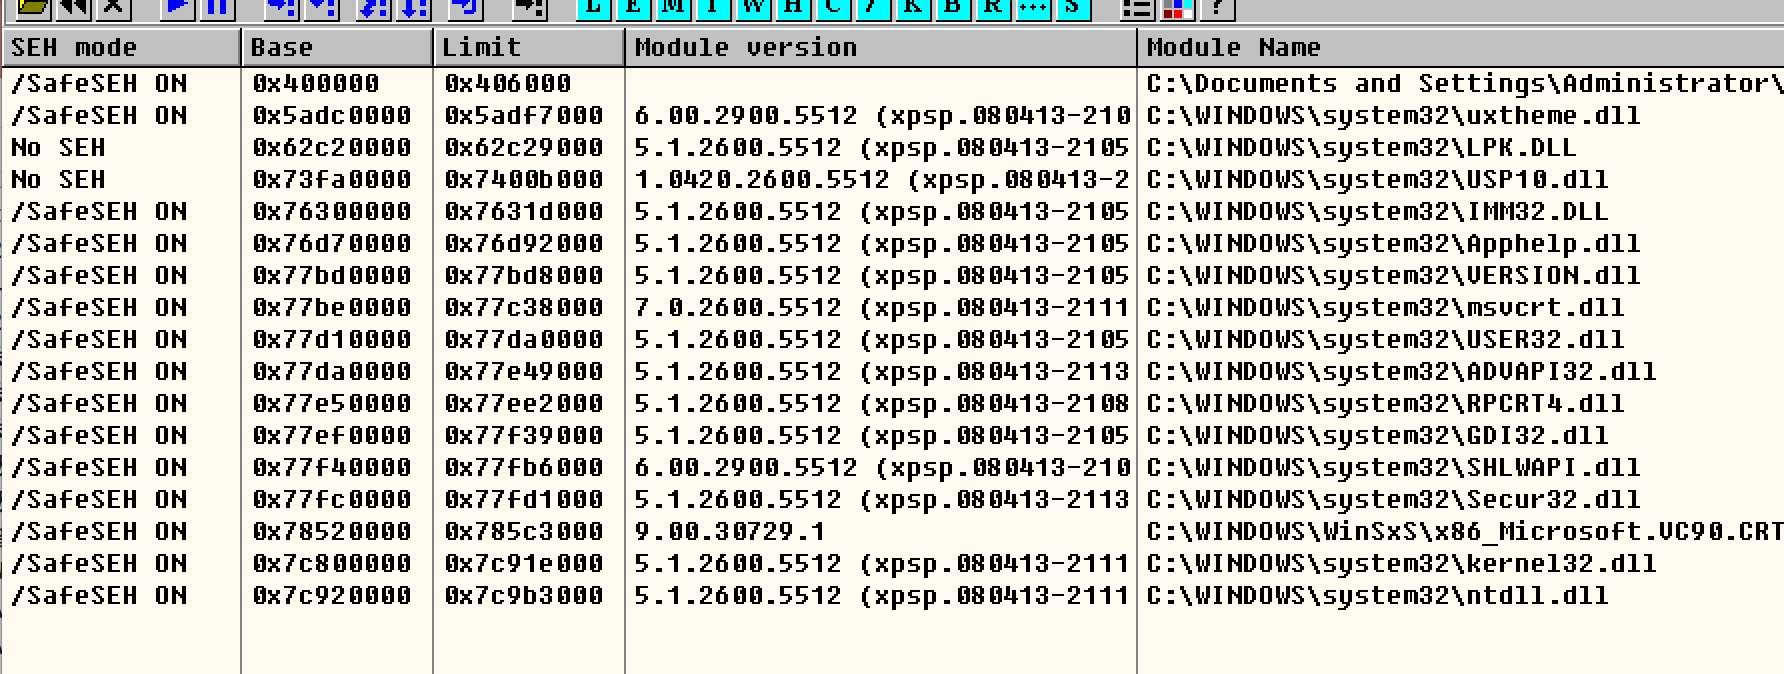 L E M T W H C / K B R ... S ?
SEH mode Base Limit Module version Module Name
/SafeSEH ON 0x400000 0x406000 C:\Documents and Settings\Administrator\
/SafeSEH ON 0x5adc0000 0x5adf7000 6.00.2900.5512 (xpsp.080413-210 C:\WINDOWS\system32\uxtheme.dll
No SEH 0x62c20000 0x62c29000 5.1.2600.5512 (xpsp.080413-2105 C:\WINDOWS\system32\LPK.DLL
No SEH 0x73fa0000 0x7400b000 1.0420.2600.5512 (xpsp.080413-2 C:\WINDOWS\system32\USP10.dll
/SafeSEH ON 0x76300000 0x7631d000 5.1.2600.5512 (xpsp.080413-2105 C:\WINDOWS\system32\IMM32.DLL
/SafeSEH ON 0x76d70000 0x76d92000 5.1.2600.5512 (xpsp.080413-2105 C:\WINDOWS\system32\Apphelp.dll
/SafeSEH ON 0x77bd0000 0x77bd8000 5.1.2600.5512 (xpsp.080413-2105 C:\WINDOWS\system32\VERSION.dll
/SafeSEH ON 0x77be0000 0x77c38000 7.0.2600.5512 (xpsp.080413-2111 C:\WINDOWS\system32\msvcrt.dll
/SafeSEH ON 0x77d10000 0x77da0000 5.1.2600.5512 (xpsp.080413-2105 C:\WINDOWS\system32\USER32.dll
/SafeSEH ON 0x77da0000 0x77e49000 5.1.2600.5512 (xpsp.080413-2113 C:\WINDOWS\system32\ADVAPI32.dll
/SafeSEH ON 0x77e50000 0x77ee2000 5.1.2600.5512 (xpsp.080413-2108 C:\WINDOWS\system32\RPCRT4.dll
/SafeSEH ON 0x77ef0000 0x77f39000 5.1.2600.5512 (xpsp.080413-2105 C:\WINDOWS\system32\GDI32.dll
/SafeSEH ON 0x77f40000 0x77fb6000 6.00.2900.5512 (xpsp.080413-210 C:\WINDOWS\system32\SHLWAPI.dll
/SafeSEH ON 0x77fc0000 0x77fd1000 5.1.2600.5512 (xpsp.080413-2113 C:\WINDOWS\system32\Secur32.dll
/SafeSEH ON 0x78520000 0x785c3000 9.00.30729.1 C:\WINDOWS\WinSxS\x86_Microsoft.VC90.CRT
/SafeSEH ON 0x7c800000 0x7c91e000 5.1.2600.5512 (xpsp.080413-2111 C:\WINDOWS\system32\kernel32.dll
/SafeSEH ON 0x7c920000 0x7c9b3000 5.1.2600.5512 (xpsp.080413-2111 C:\WINDOWS\system32\ntdll.dll